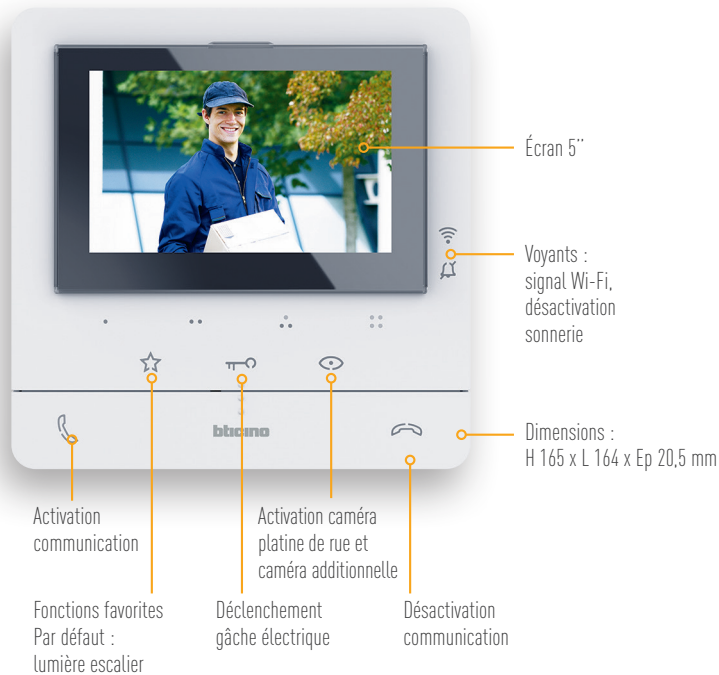 Écran 5’’
Voyants :
signal Wi-Fi,
désactivation
sonnerie
bticino
Dimensions :
H 165 x L 164 x Ep 20,5 mm
Activation
communication
Activation caméra
platine de rue et
caméra additionnelle
Fonctions favorites
Par défaut :
lumière escalier
Déclenchement
gâche électrique
Désactivation
communication